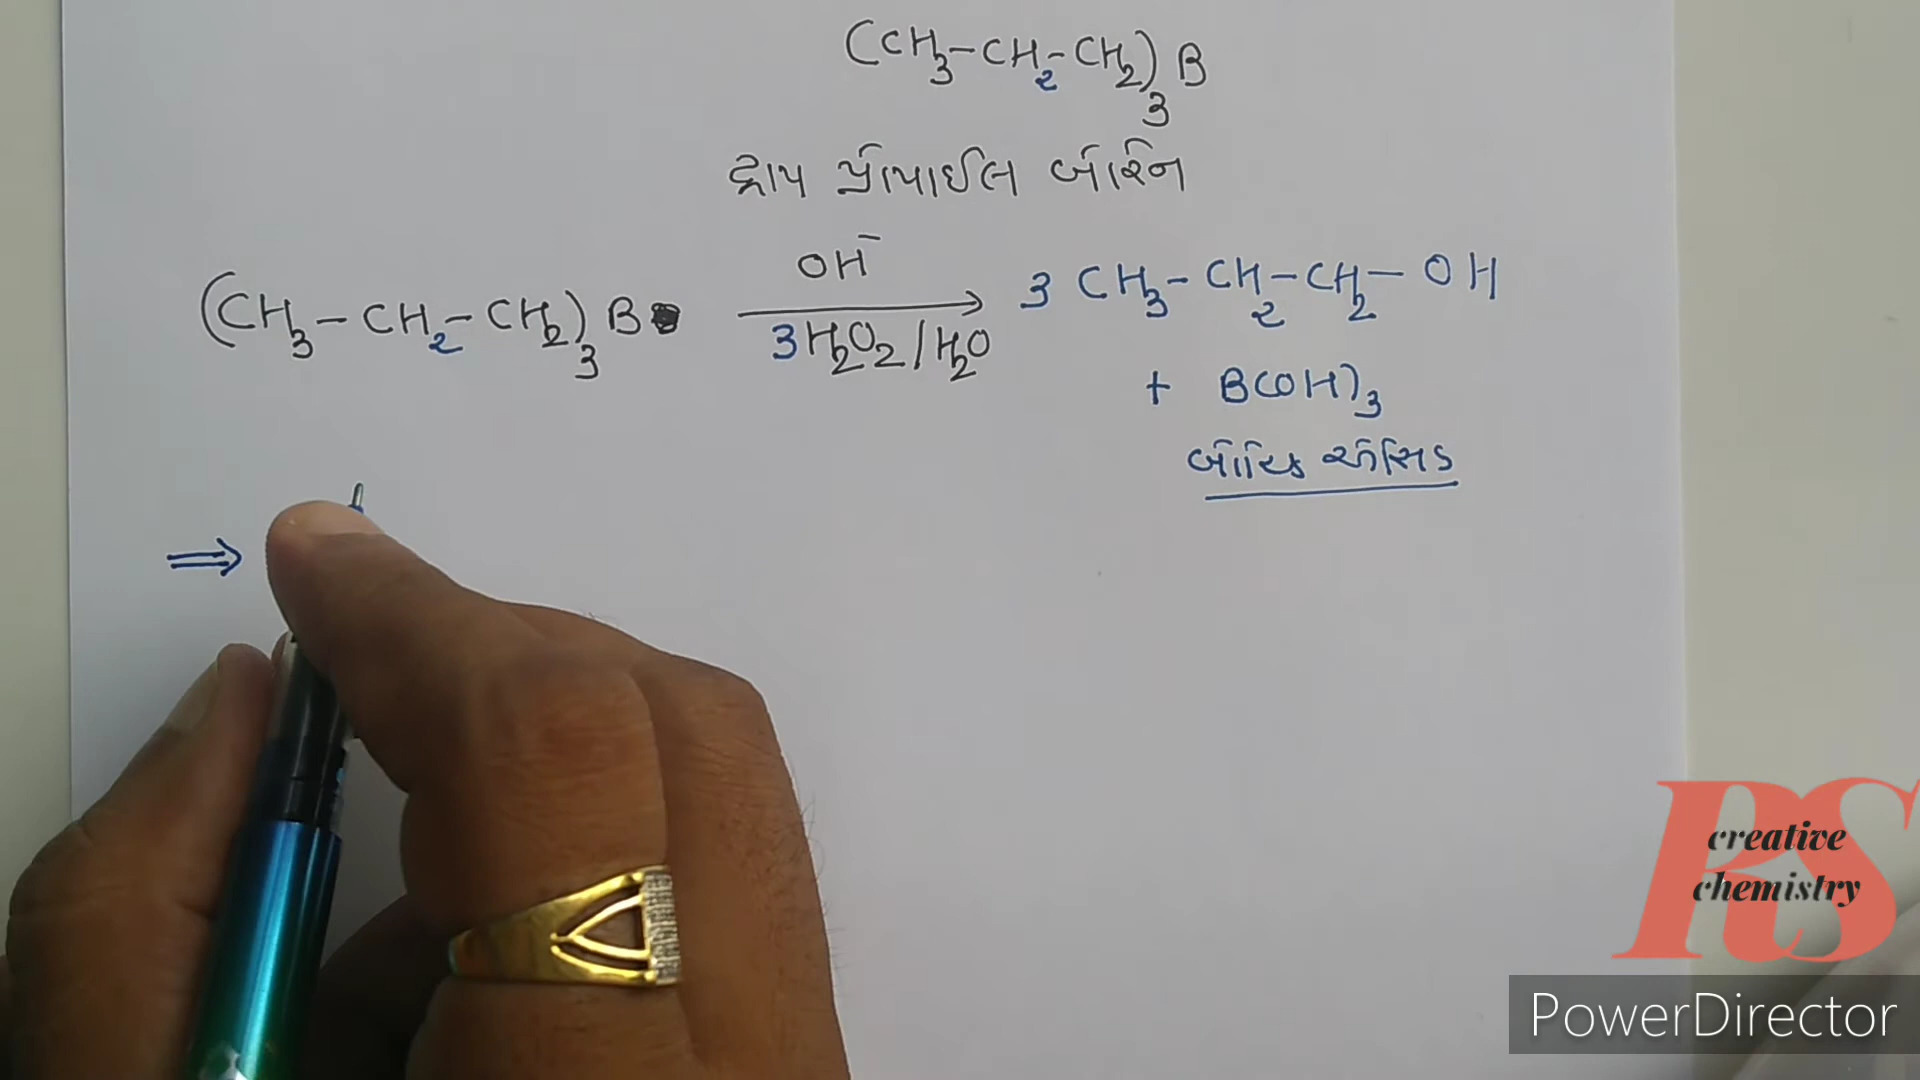 (CH₃-CH₂-CH₂)₃B
ટ્રાય પ્રોપાઈલ બોરેન
(CH₃-CH₂-CH₂)₃B OH⁻ 3H₂O₂/H₂O → 3 CH₃-CH₂-CH₂-OH
+ B(OH)₃
બોરિક એસિડ
⇒
RS
creative
chemistry
PowerDirector